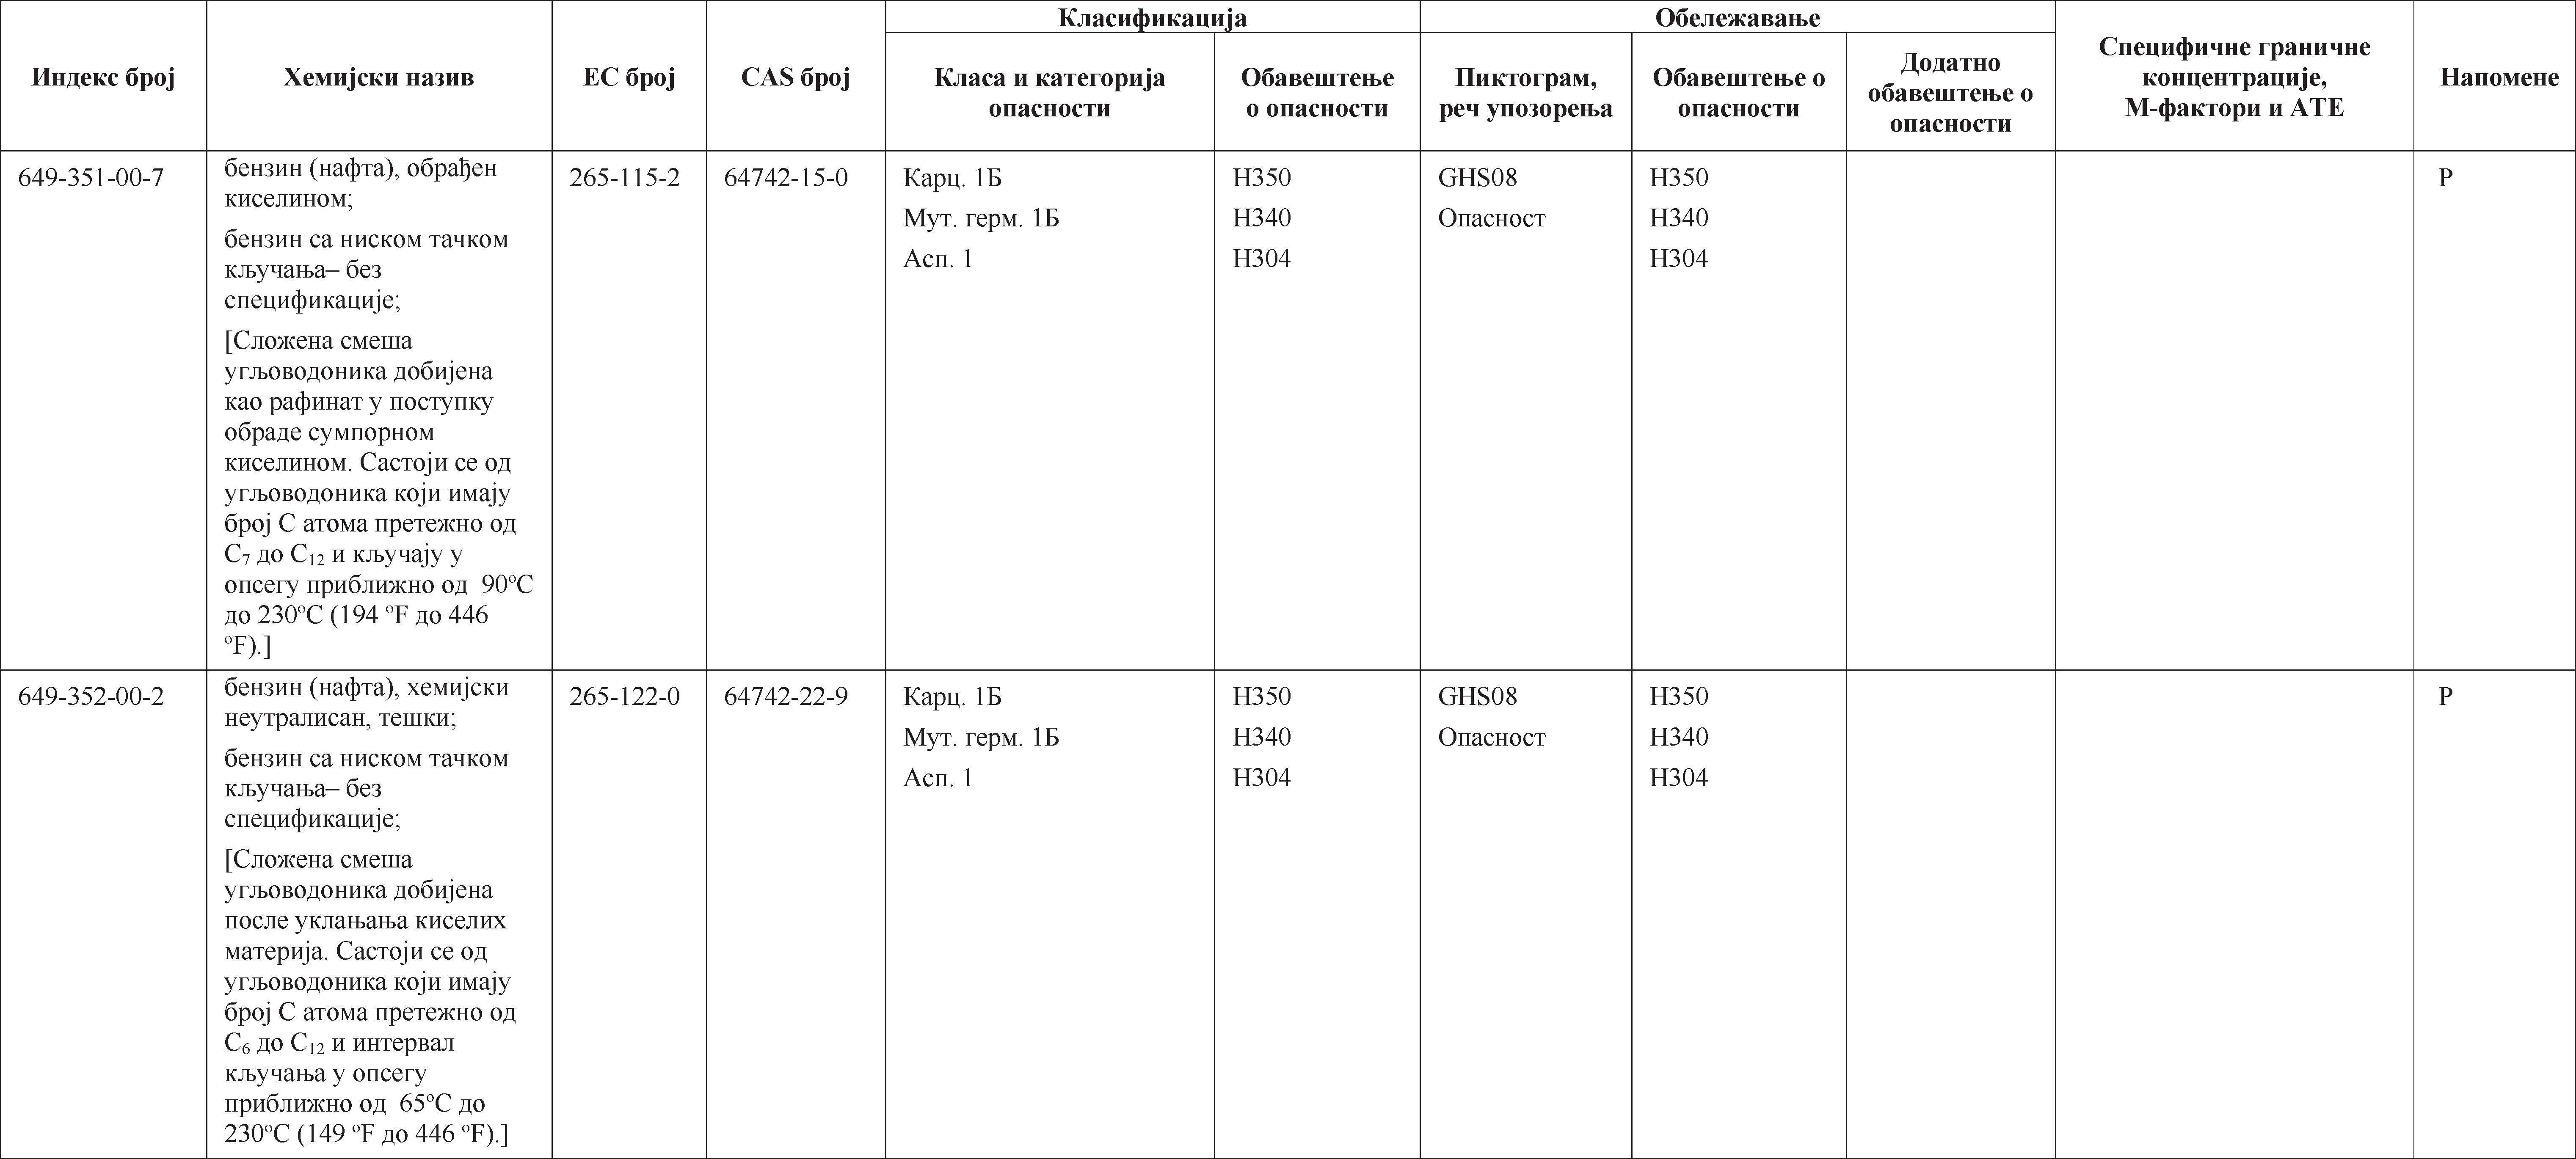 Класификација
Обележавање
Индекс број
Хемијски назив
ЕС број
CAS број
Класа и категорија
опасности
Обавештење
о опасности
Пиктограм,
реч упозорења
Обавештење о
опасности
Додатно
обавештење о
опасности
Специфичне граничне
концентрације,
М-фактори и АТЕ
Напомене
649-351-00-7
бензин (нафта), обрађен
киселином;
бензин са ниском тачком
кључања– без
спецификације;
[Сложена смеша
угљоводоника добијена
као рафинат у поступку
обраде сумпорном
киселином. Састоји се од
угљоводоника који имају
број C атома претежно од
C₇ до C₁₂ и кључају у
опсегу приближно од  90ºC
до 230ºC (194 ºF до 446
ºF).]
265-115-2
64742-15-0
Карц. 1Б
Мут. герм. 1Б
Асп. 1
H350
H340
H304
GHS08
Опасност
H350
H340
H304
P
649-352-00-2
бензин (нафта), хемијски
неутралисан, тешки;
бензин са ниском тачком
кључања– без
спецификације;
[Сложена смеша
угљоводоника добијена
после уклањања киселих
материја. Састоји се од
угљоводоника који имају
број C атома претежно од
C₆ до C₁₂ и интервал
кључања у опсегу
приближно од  65ºC до
230ºC (149 ºF до 446 ºF).]
265-122-0
64742-22-9
Карц. 1Б
Мут. герм. 1Б
Асп. 1
H350
H340
H304
GHS08
Опасност
H350
H340
H304
P